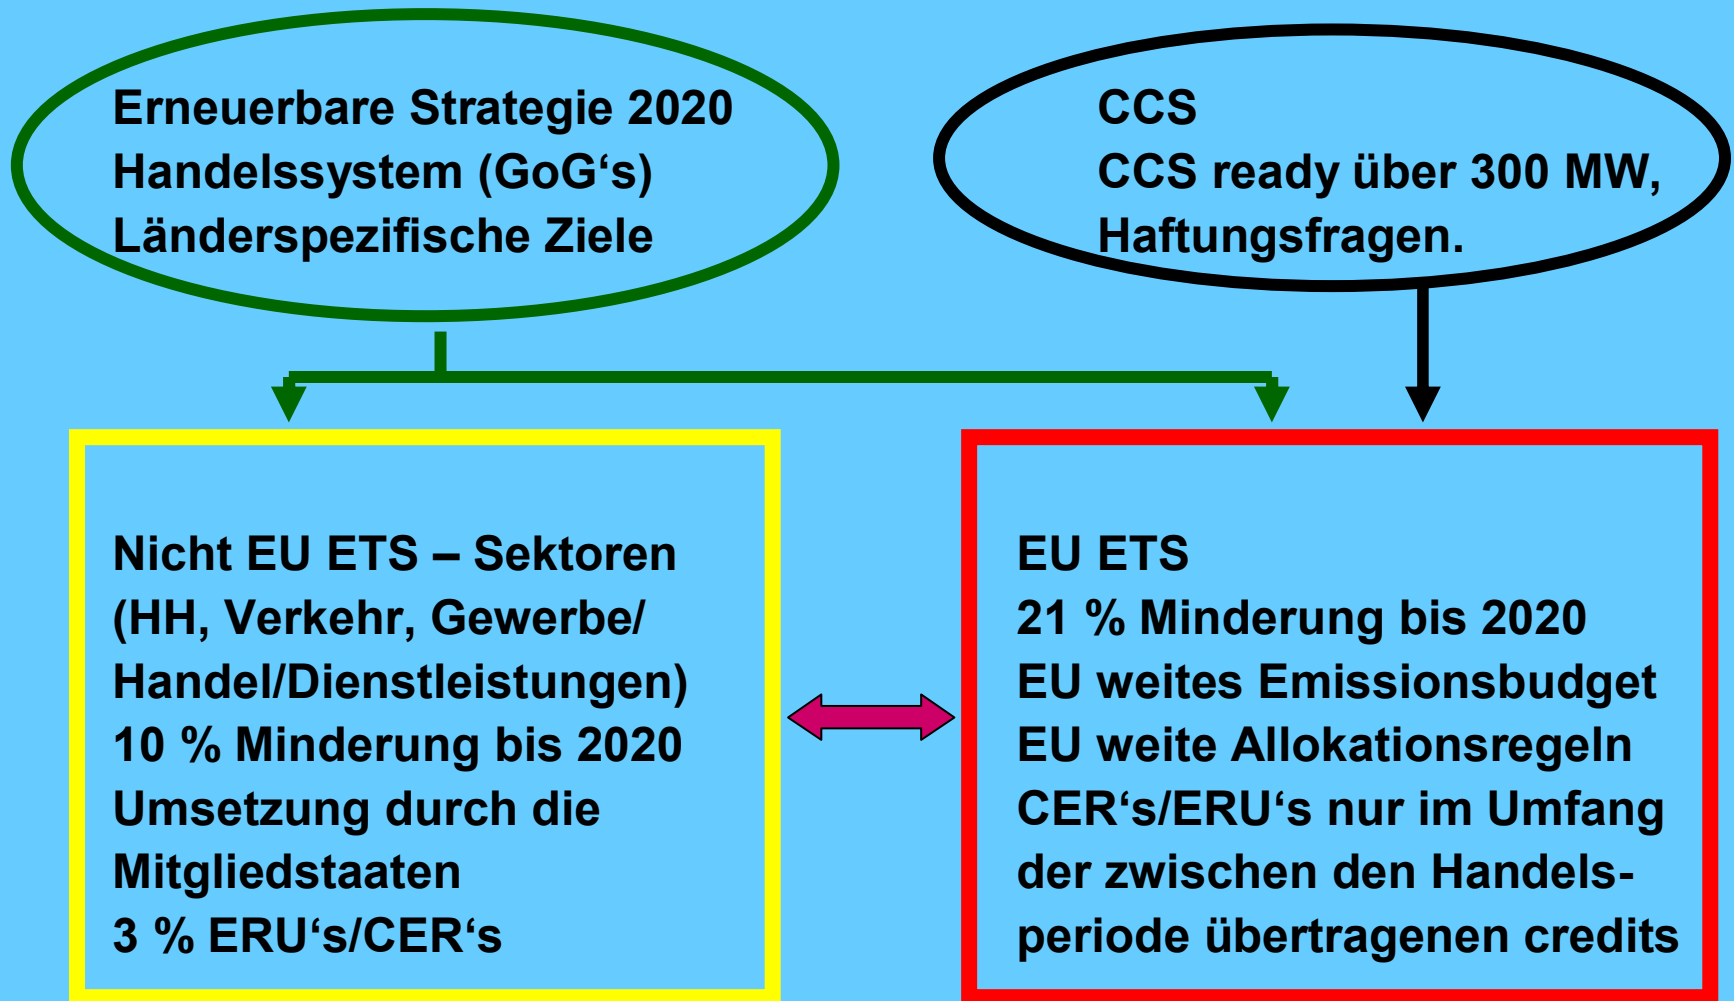 Erneuerbare Strategie 2020
Handelssystem (GoG‘s)
Länderspezifische Ziele
CCS
CCS ready über 300 MW,
Haftungsfragen.
Nicht EU ETS – Sektoren
(HH, Verkehr, Gewerbe/
Handel/Dienstleistungen)
10 % Minderung bis 2020
Umsetzung durch die
Mitgliedstaaten
3 % ERU‘s/CER‘s
EU ETS
21 % Minderung bis 2020
EU weites Emissionsbudget
EU weite Allokationsregeln
CER‘s/ERU‘s nur im Umfang
der zwischen den Handels-
periode übertragenen credits